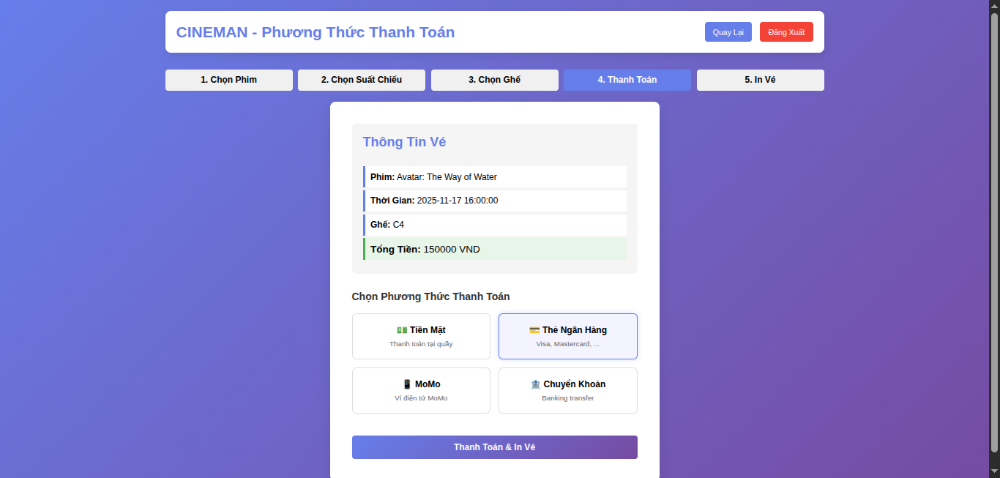 CINEMAN - Phương Thức Thanh Toán
Quay Lại
Đăng Xuất
1. Chọn Phim
2. Chọn Suất Chiếu
3. Chọn Ghế
4. Thanh Toán
5. In Vé
Thông Tin Vé
Phim: Avatar: The Way of Water
Thời Gian: 2025-11-17 16:00:00
Ghế: C4
Tổng Tiền: 150000 VND
Chọn Phương Thức Thanh Toán
💵 Tiền Mặt
Thanh toán tại quầy
💳 Thẻ Ngân Hàng
Visa, Mastercard, ...
📱 MoMo
Ví điện tử MoMo
🏦 Chuyển Khoản
Banking transfer
Thanh Toán & In Vé